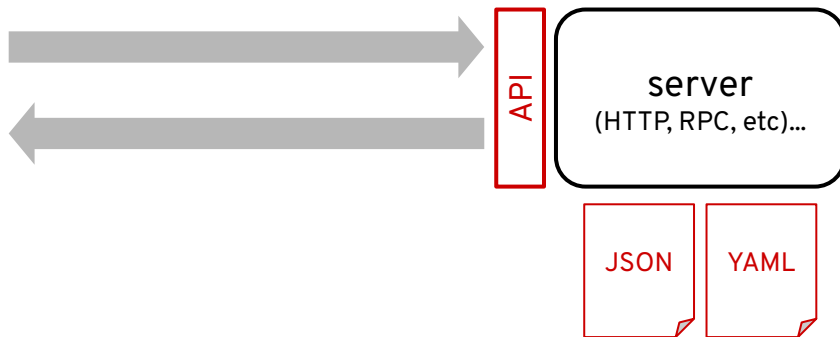 API
server
(HTTP, RPC, etc)...
JSON
YAML